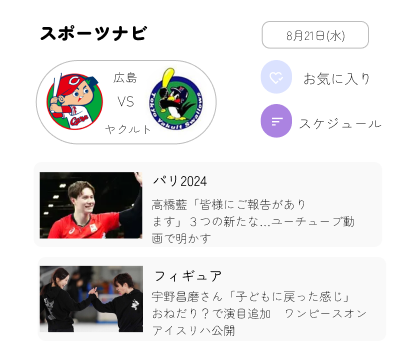 スポーツナビ
8月21日(水)
広島
VS
ヤクルト
お気に入り
スケジュール
パリ2024
高橋藍「皆様にご報告があり
ます」３つの新たな…ユーチューブ動
画で明かす
フィギュア
宇野昌磨さん「子どもに戻った感じ」
おねだり？で演目追加　ワンピースオン
アイスリハ公開